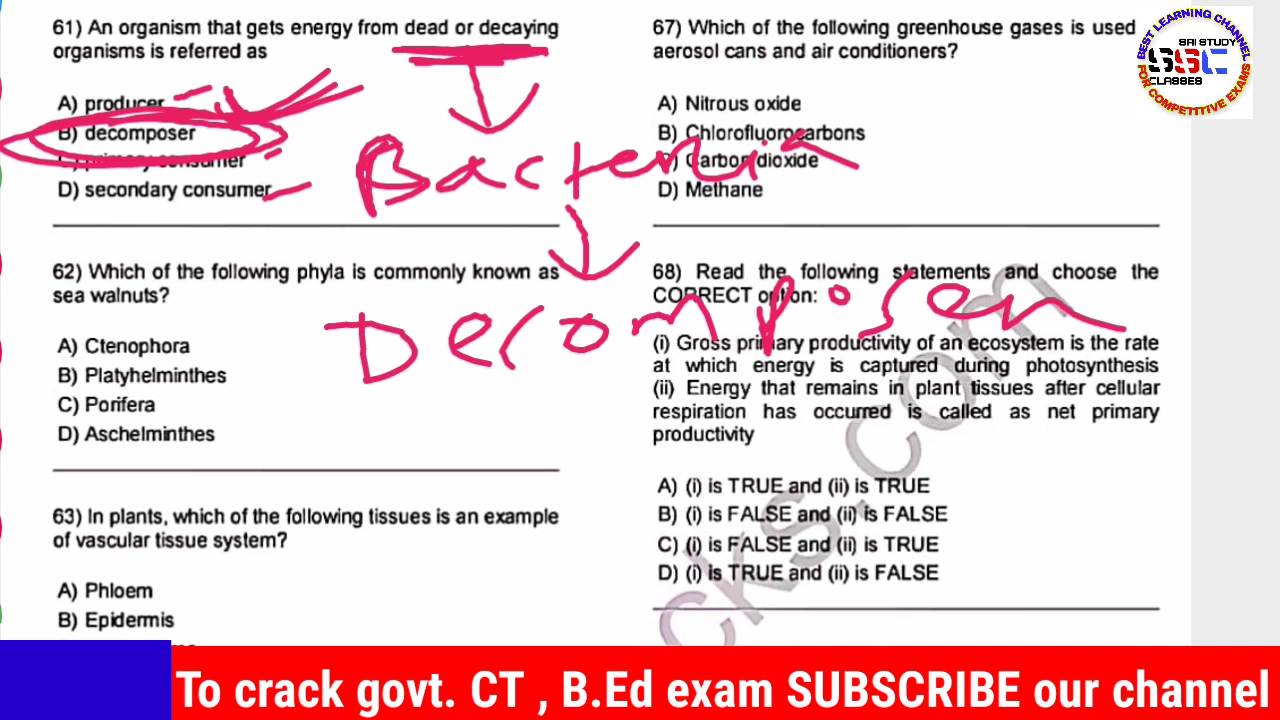 61) An organism that gets energy from dead or decaying
organisms is referred as
A) producer
B) decomposer
C) primary consumer
D) secondary consumer
Bacteria
Decomposer
62) Which of the following phyla is commonly known as
sea walnuts?
A) Ctenophora
B) Platyhelminthes
C) Porifera
D) Aschelminthes
63) In plants, which of the following tissues is an example
of vascular tissue system?
A) Phloem
B) Epidermis
67) Which of the following greenhouse gases is used
aerosol cans and air conditioners?
A) Nitrous oxide
B) Chlorofluorocarbons
C) Carbon dioxide
D) Methane
68) Read the following statements and choose the
CORRECT option:
(i) Gross primary productivity of an ecosystem is the rate
at which energy is captured during photosynthesis
(ii) Energy that remains in plant tissues after cellular
respiration has occurred is called as net primary
productivity
A) (i) is TRUE and (ii) is TRUE
B) (i) is FALSE and (ii) is FALSE
C) (i) is FALSE and (ii) is TRUE
D) (i) is TRUE and (ii) is FALSE
cks.com
BEST LEARNING CHANNEL
SAI STUDY
SSC
CLASSES
FOR COMPETITIVE EXAMS
To crack govt. CT , B.Ed exam SUBSCRIBE our channel